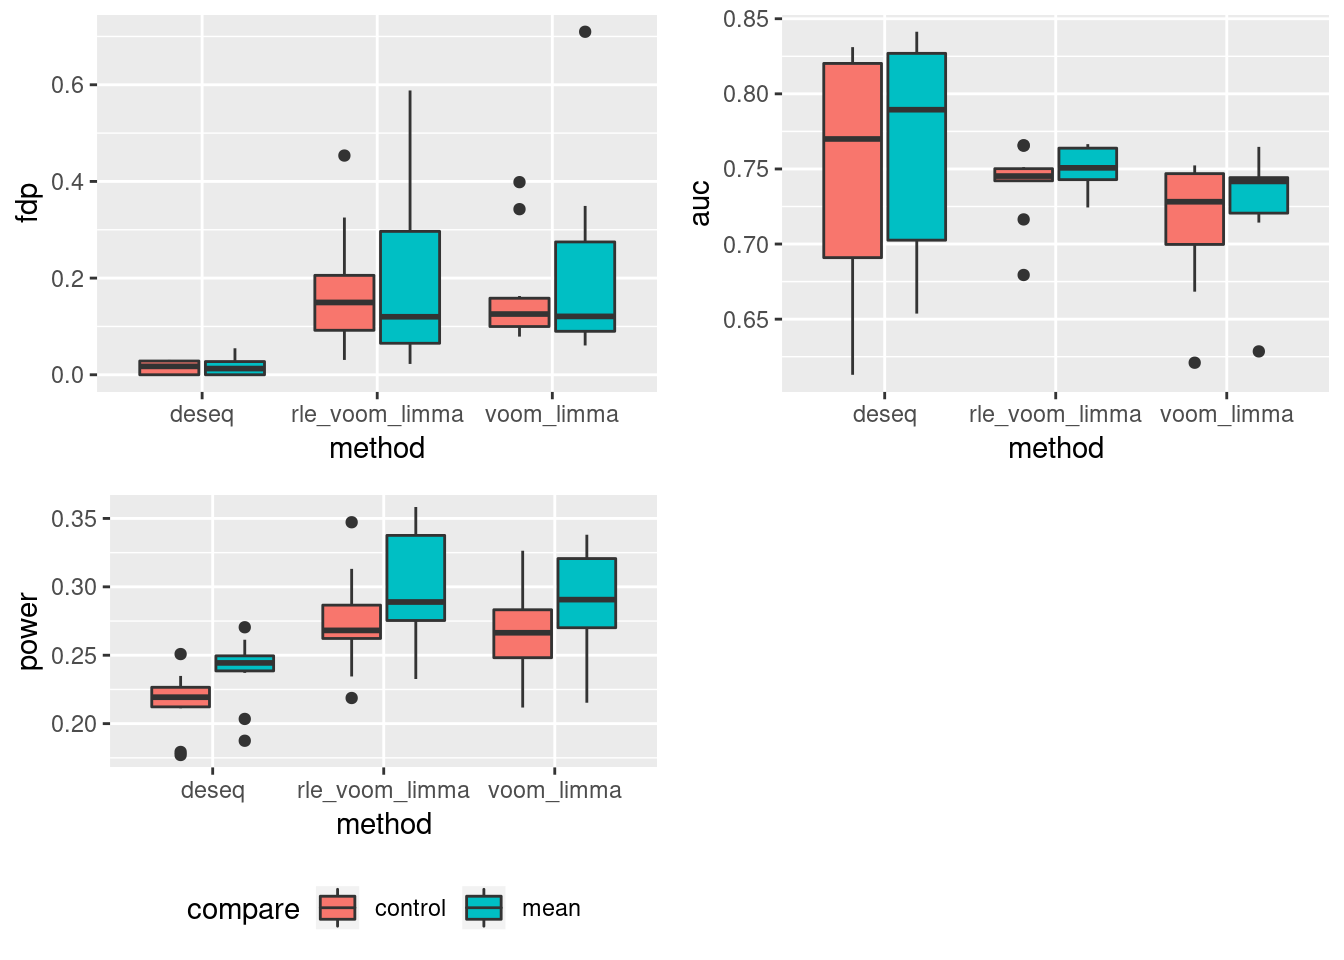 fdp
0.6
0.4
0.2
0.0
deseq rle_voom_limma voom_limma
method
auc
0.85
0.80
0.75
0.70
0.65
deseq rle_voom_limma voom_limma
method
power
0.35
0.30
0.25
0.20
deseq rle_voom_limma voom_limma
method
compare control mean